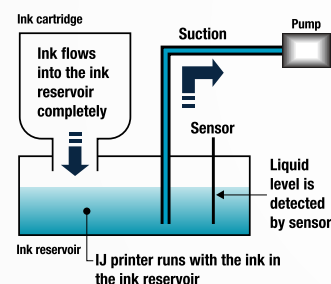 Ink cartridge
Ink flows
into the ink
reservoir
completely
Suction
Pump
Sensor
Liquid
level is
detected
by sensor
Ink reservoir
IJ printer runs with the ink in
the ink reservoir